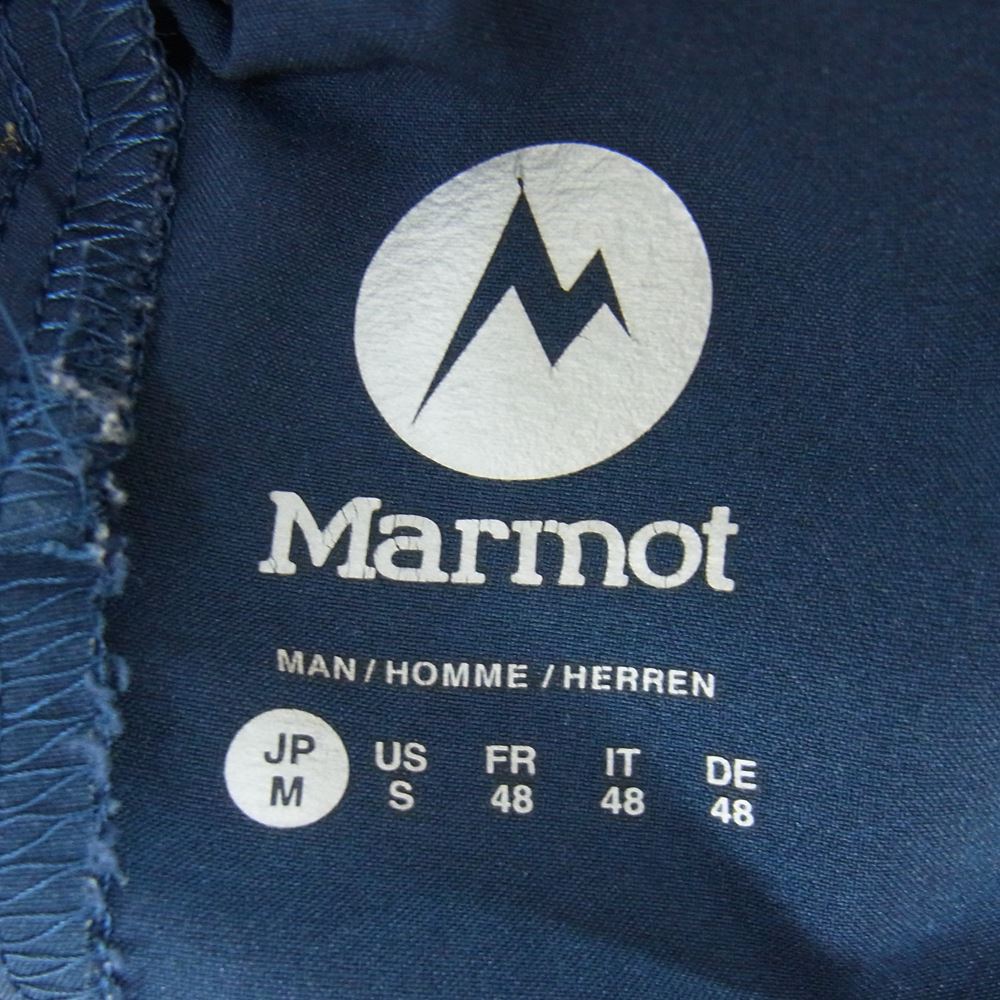 Marmot
MAN / HOMME / HERREN
JP US FR IT DE
M S 48 48 48